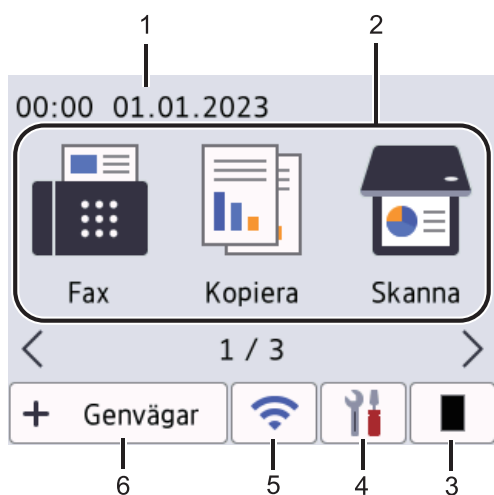 1 2
00:00 01.01.2023
Fax Kopiera Skanna
1 / 3
+ Genvägar
6 5 4 3